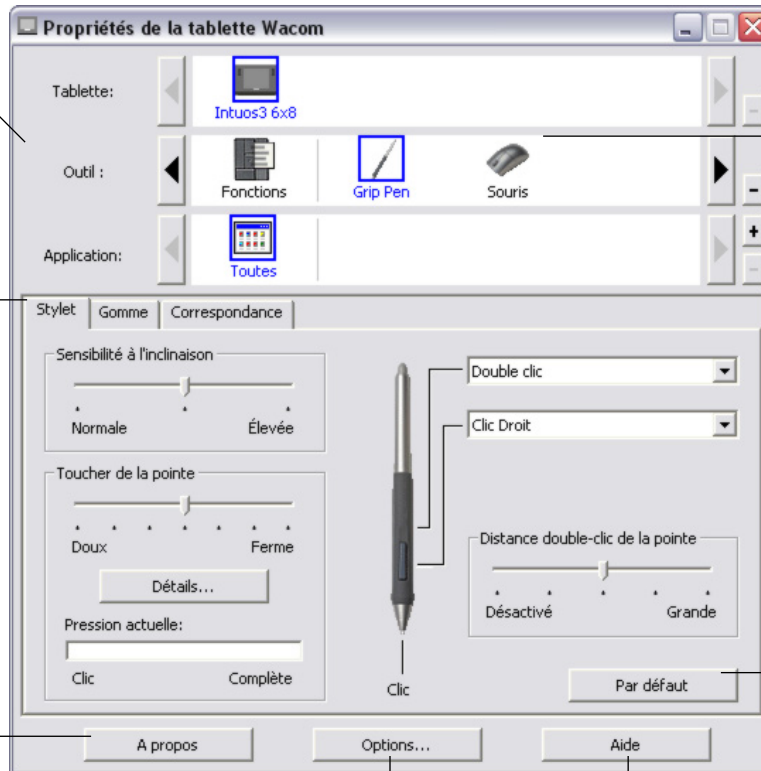 Propriétés de la tablette Wacom
Tablette:
Intuos3 6x8
Outil :
Fonctions
Grip Pen
Souris
Application:
Toutes
Stylet
Gomme
Correspondance
Sensibilité à l'inclinaison
Normale
Élevée
Toucher de la pointe
Doux
Ferme
Détails...
Pression actuelle:
Clic
Complète
Double clic
Clic Droit
Clic
Distance double-clic de la pointe
Désactivé
Grande
Par défaut
A propos
Options...
Aide